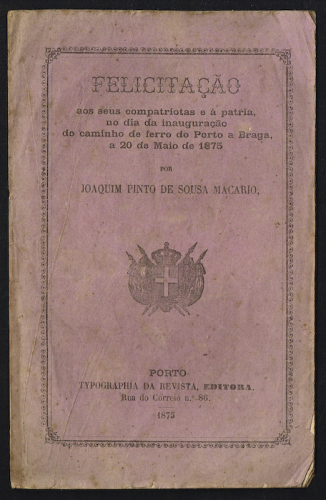 FELICITAÇÃO
aos seus compatriotas e á patria,
no dia da inauguração
do caminho de ferro do Porto a Braga,
a 20 de Maio de 1875
POR
JOAQUIM PINTO DE SOUSA MACARIO,
PORTO
TYPOGRAPHIA DA REVISTA, EDITORA.
Rua do Correio n.º 86.
1875